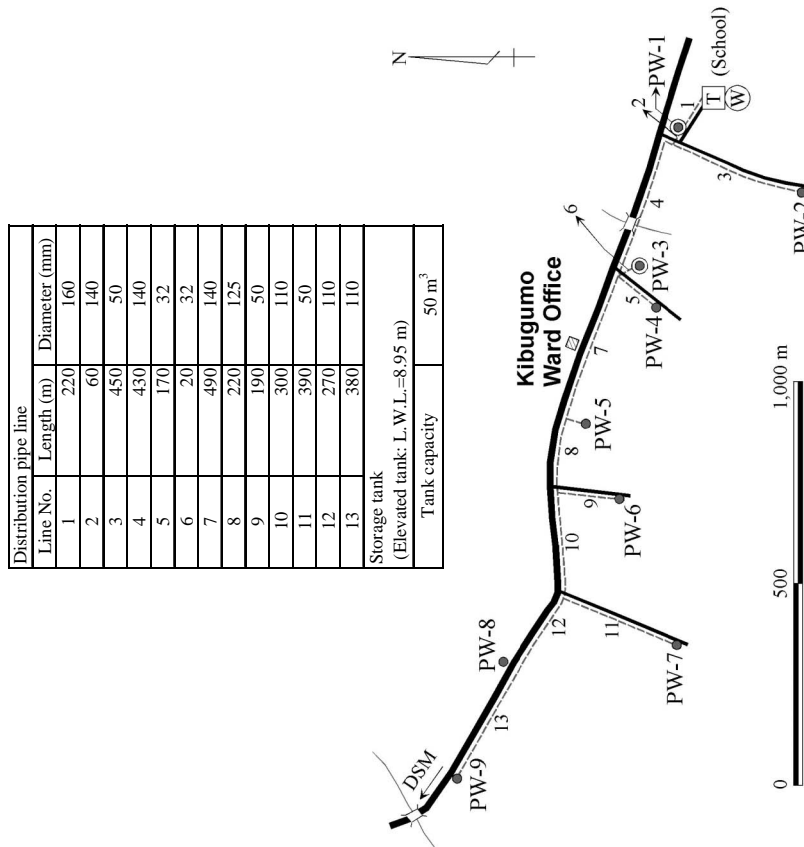 Distribution pipe line
Line No. Length (m) Diameter (mm)
1 220 160
2 60 140
3 450 50
4 430 140
5 170 32
6 20 32
7 490 140
8 220 125
9 190 50
10 300 110
11 390 50
12 270 110
13 380 110
Storage tank
(Elevated tank: L.W.L.=8.95 m)
Tank capacity 50 m³
N
PW-1
(School)
T
W
1
2
3
PW-2
4
6
PW-3
5
PW-4
Kibugumo
Ward Office
7
PW-5
8
9
PW-6
10
11
PW-7
12
PW-8
13
PW-9
DSM
0 500 1,000 m